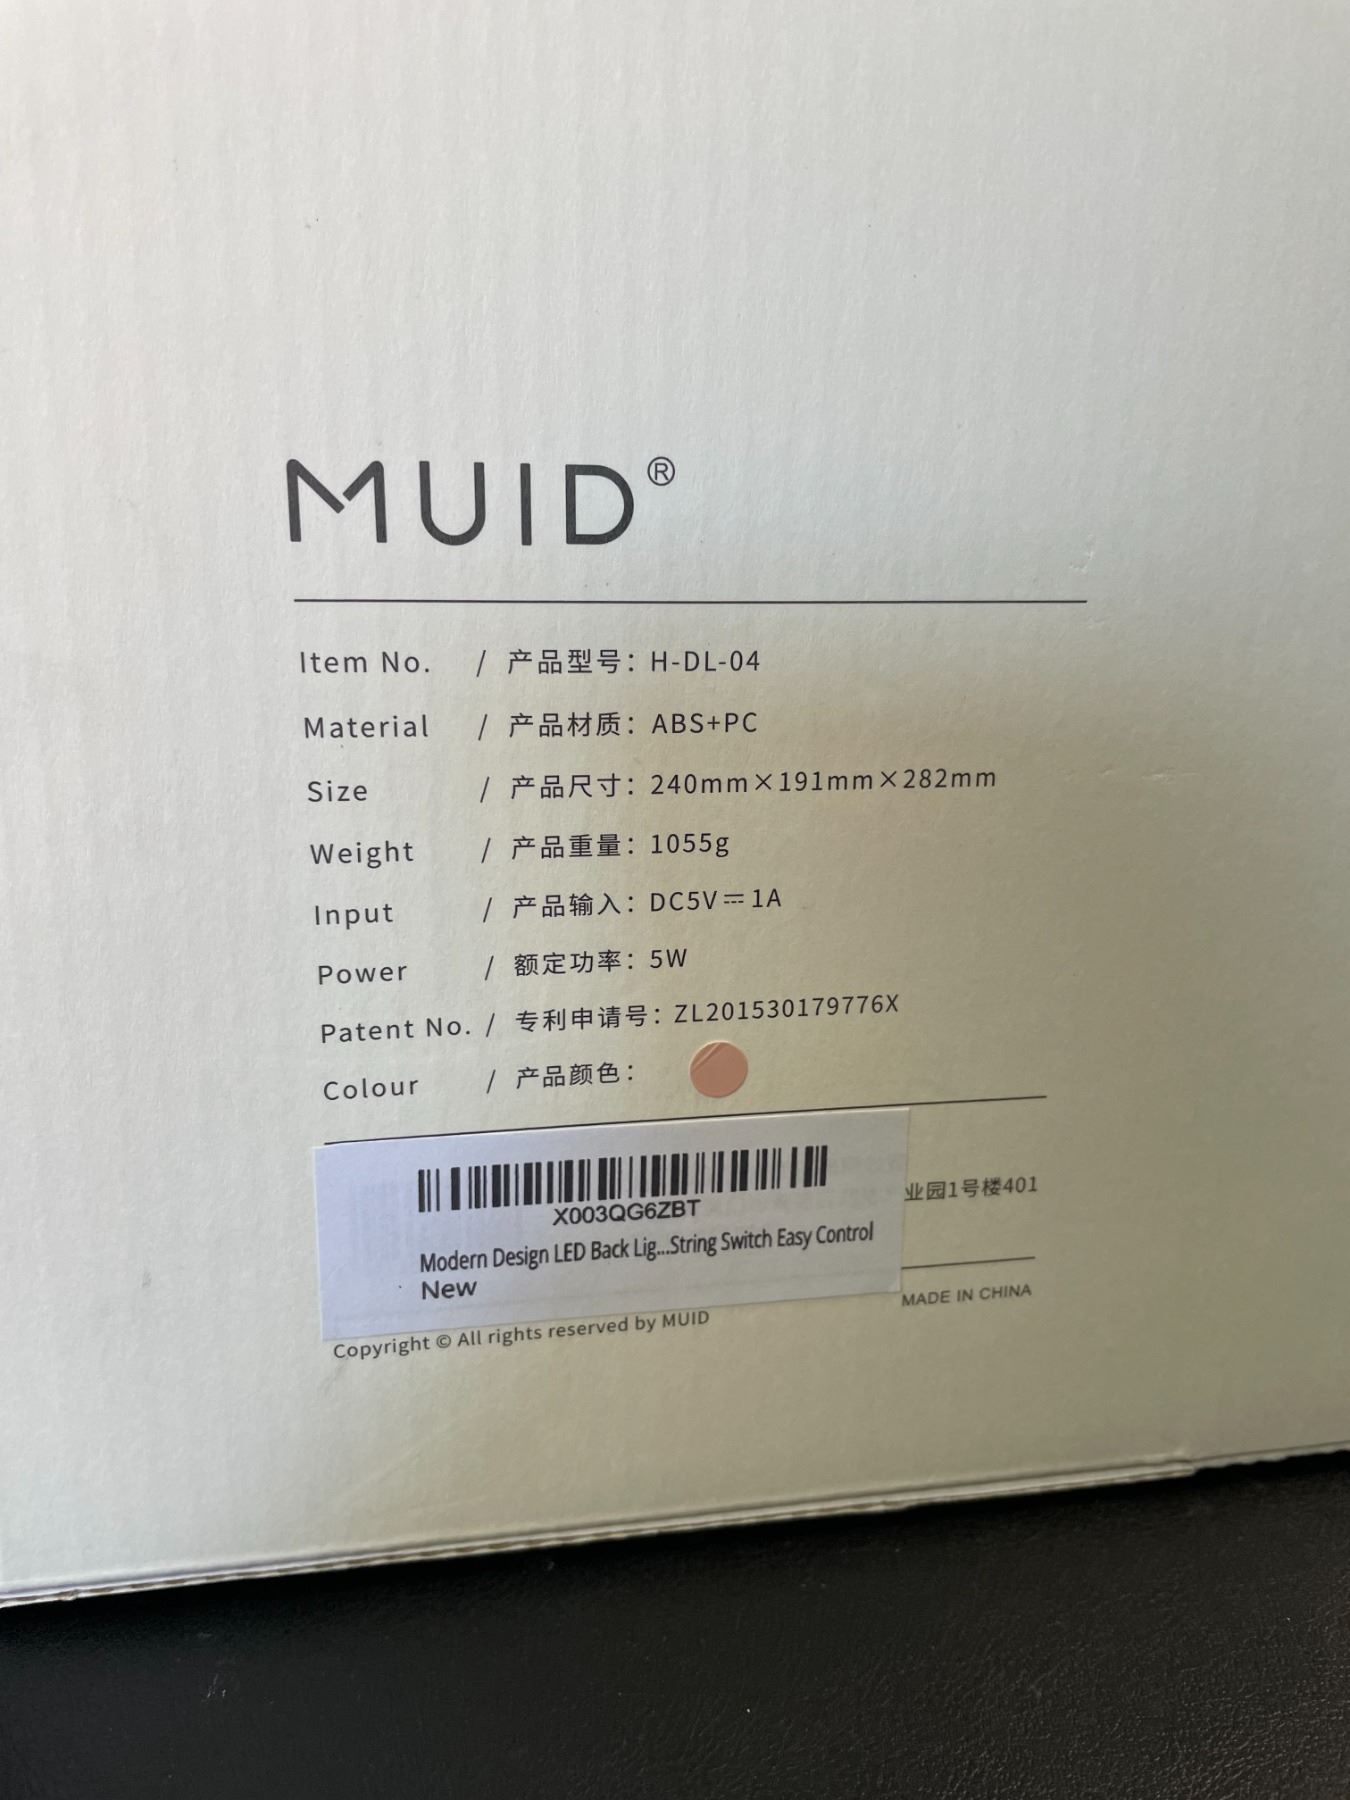 MUID®
Item No. / 产品型号：H-DL-04
Material / 产品材质：ABS+PC
Size / 产品尺寸：240mm×191mm×282mm
Weight / 产品重量：1055g
Input / 产品输入：DC5V⎓1A
Power / 额定功率：5W
Patent No. / 专利申请号：ZL201530179776X
Colour / 产品颜色：
业园1号楼401
X003QG6ZBT
Modern Design LED Back Lig...String Switch Easy Control
New
MADE IN CHINA
Copyright © All rights reserved by MUID